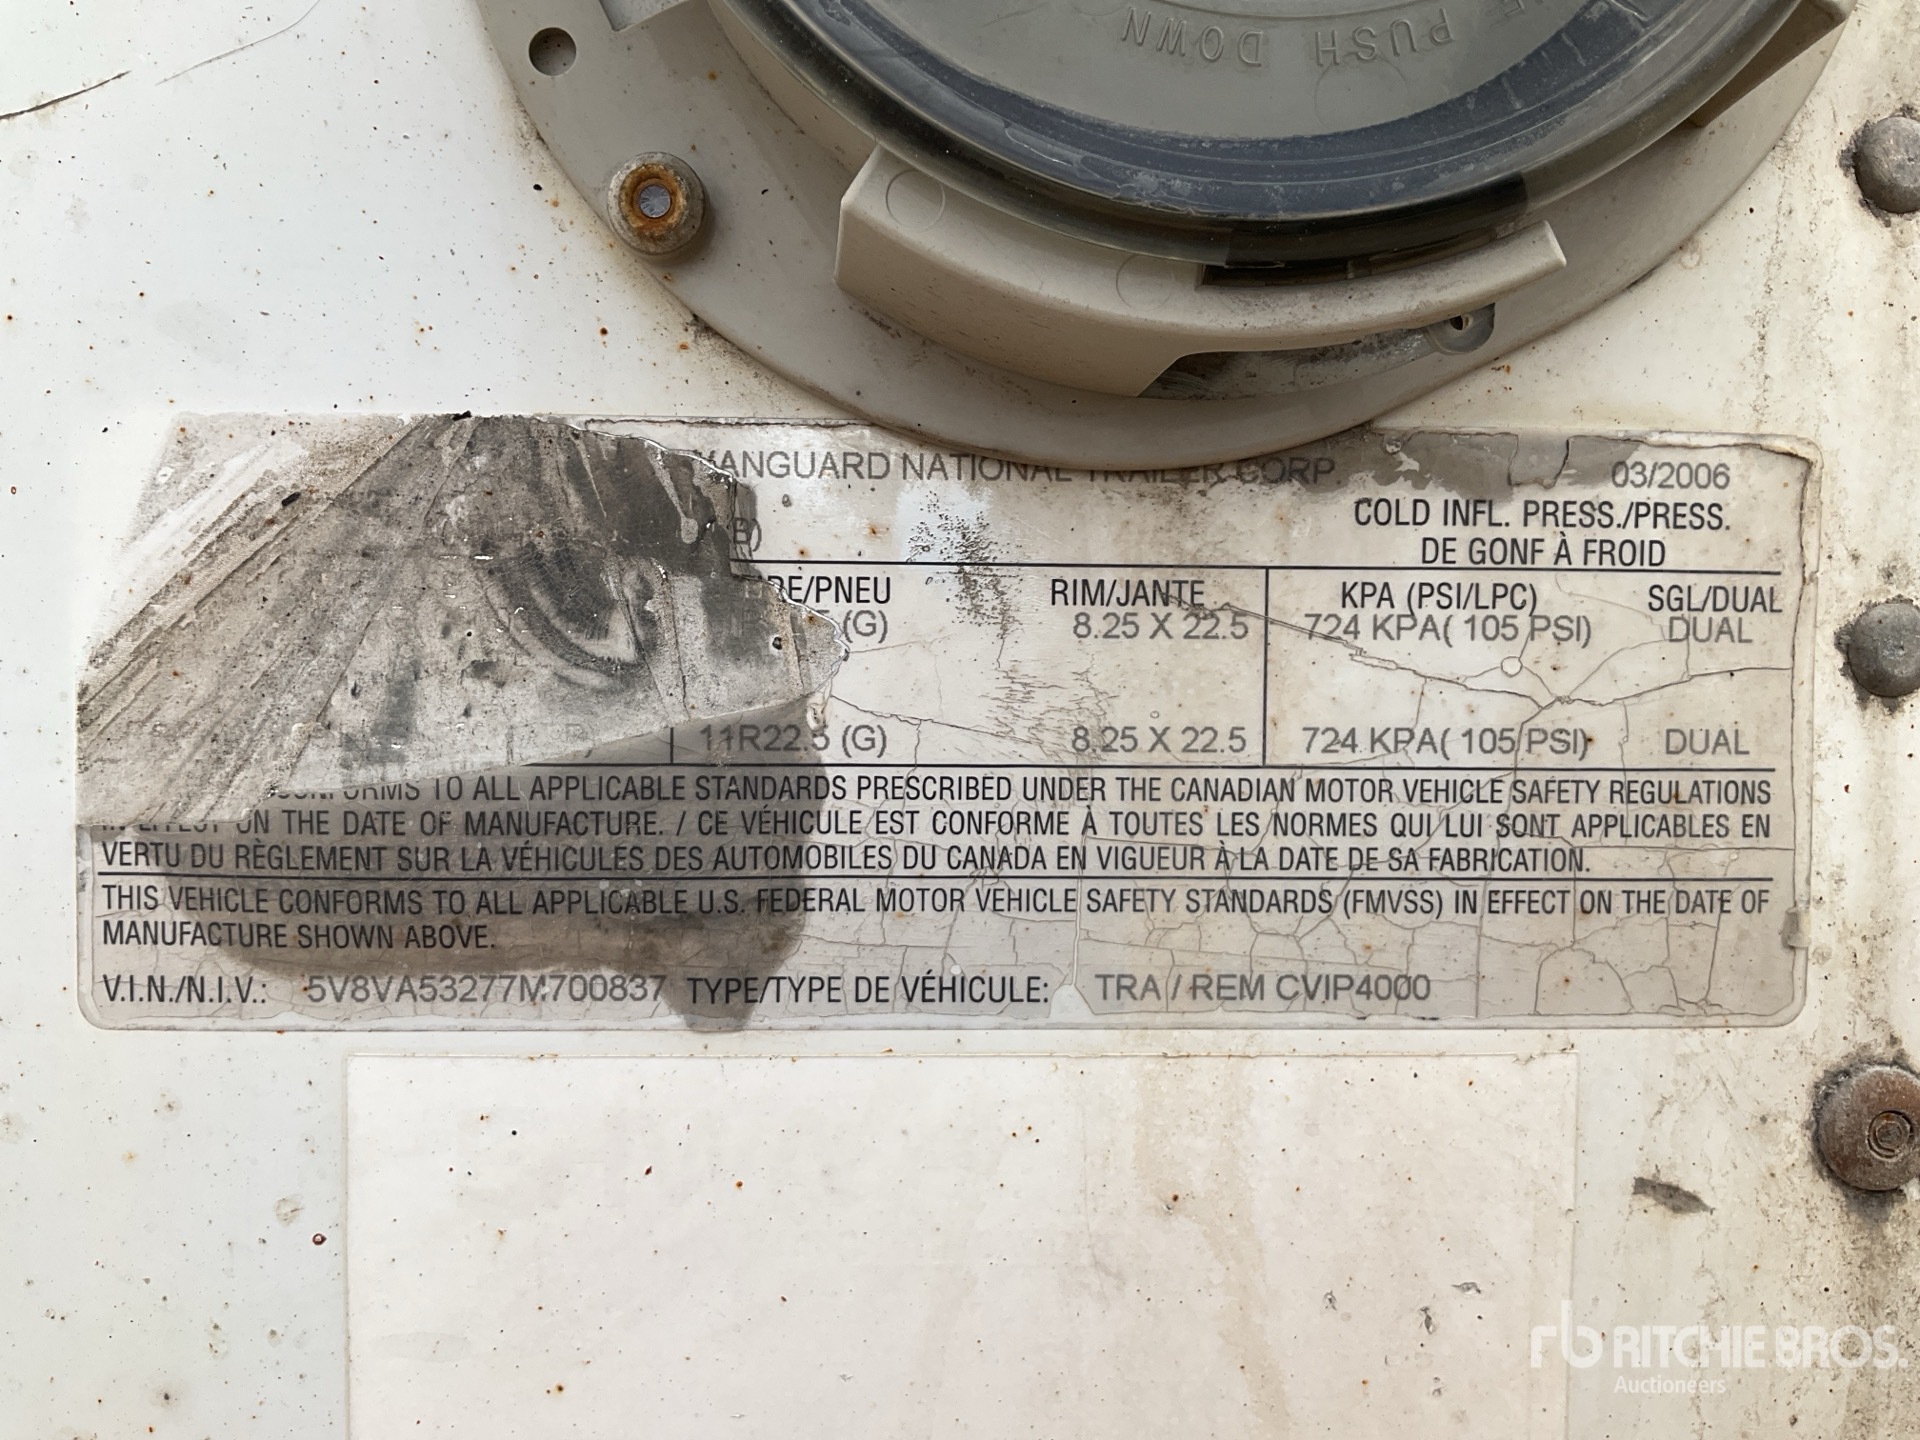 PUSH DOWN
VANGUARD NATIONAL TRAILER CORP. 03/2006
B) COLD INFL. PRESS./PRESS.
DE GONF À FROID
RIM/JANTE KPA (PSI/LPC) SGL/DUAL
(G) 8.25 X 22.5 724 KPA( 105 PSI) DUAL
11R22.5 (G) 8.25 X 22.5 724 KPA( 105 PSI) DUAL
TO ALL APPLICABLE STANDARDS PRESCRIBED UNDER THE CANADIAN MOTOR VEHICLE SAFETY REGULATIONS
ON THE DATE OF MANUFACTURE. / CE VÉHICULE EST CONFORME À TOUTES LES NORMES QUI LUI SONT APPLICABLES EN
VERTU DU RÈGLEMENT SUR LA VÉHICULES DES AUTOMOBILES DU CANADA EN VIGUEUR À LA DATE DE SA FABRICATION.
THIS VEHICLE CONFORMS TO ALL APPLICABLE U.S. FEDERAL MOTOR VEHICLE SAFETY STANDARDS (FMVSS) IN EFFECT ON THE DATE OF
MANUFACTURE SHOWN ABOVE.
V.I.N./N.I.V.: 5V8VA53277M700837 TYPE/TYPE DE VÉHICULE: TRA / REM CVIP4000
rb RITCHIE BROS.
Auctioneers